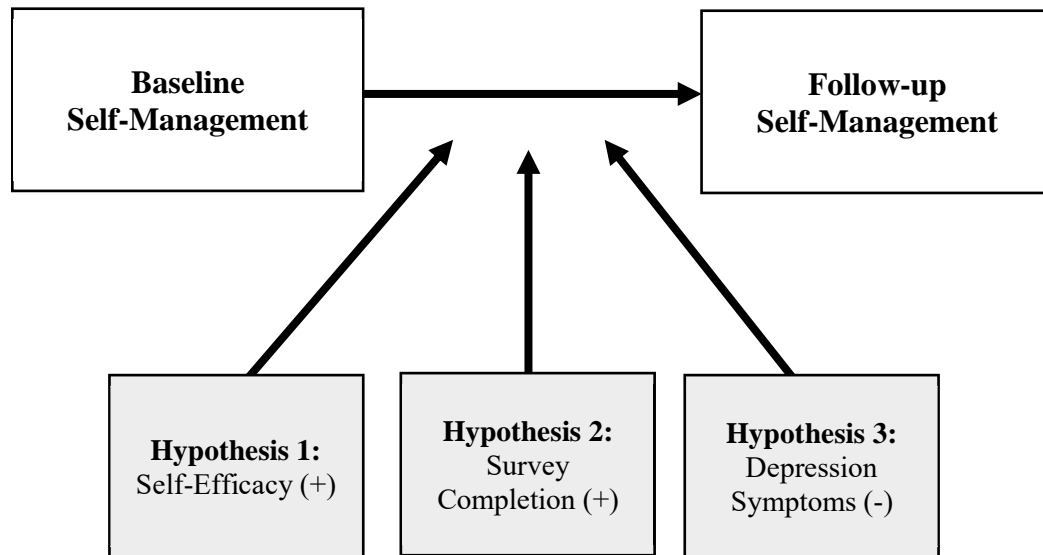 Baseline
Self-Management
Follow-up
Self-Management
Hypothesis 1:
Self-Efficacy (+)
Hypothesis 2:
Survey
Completion (+)
Hypothesis 3:
Depression
Symptoms (-)